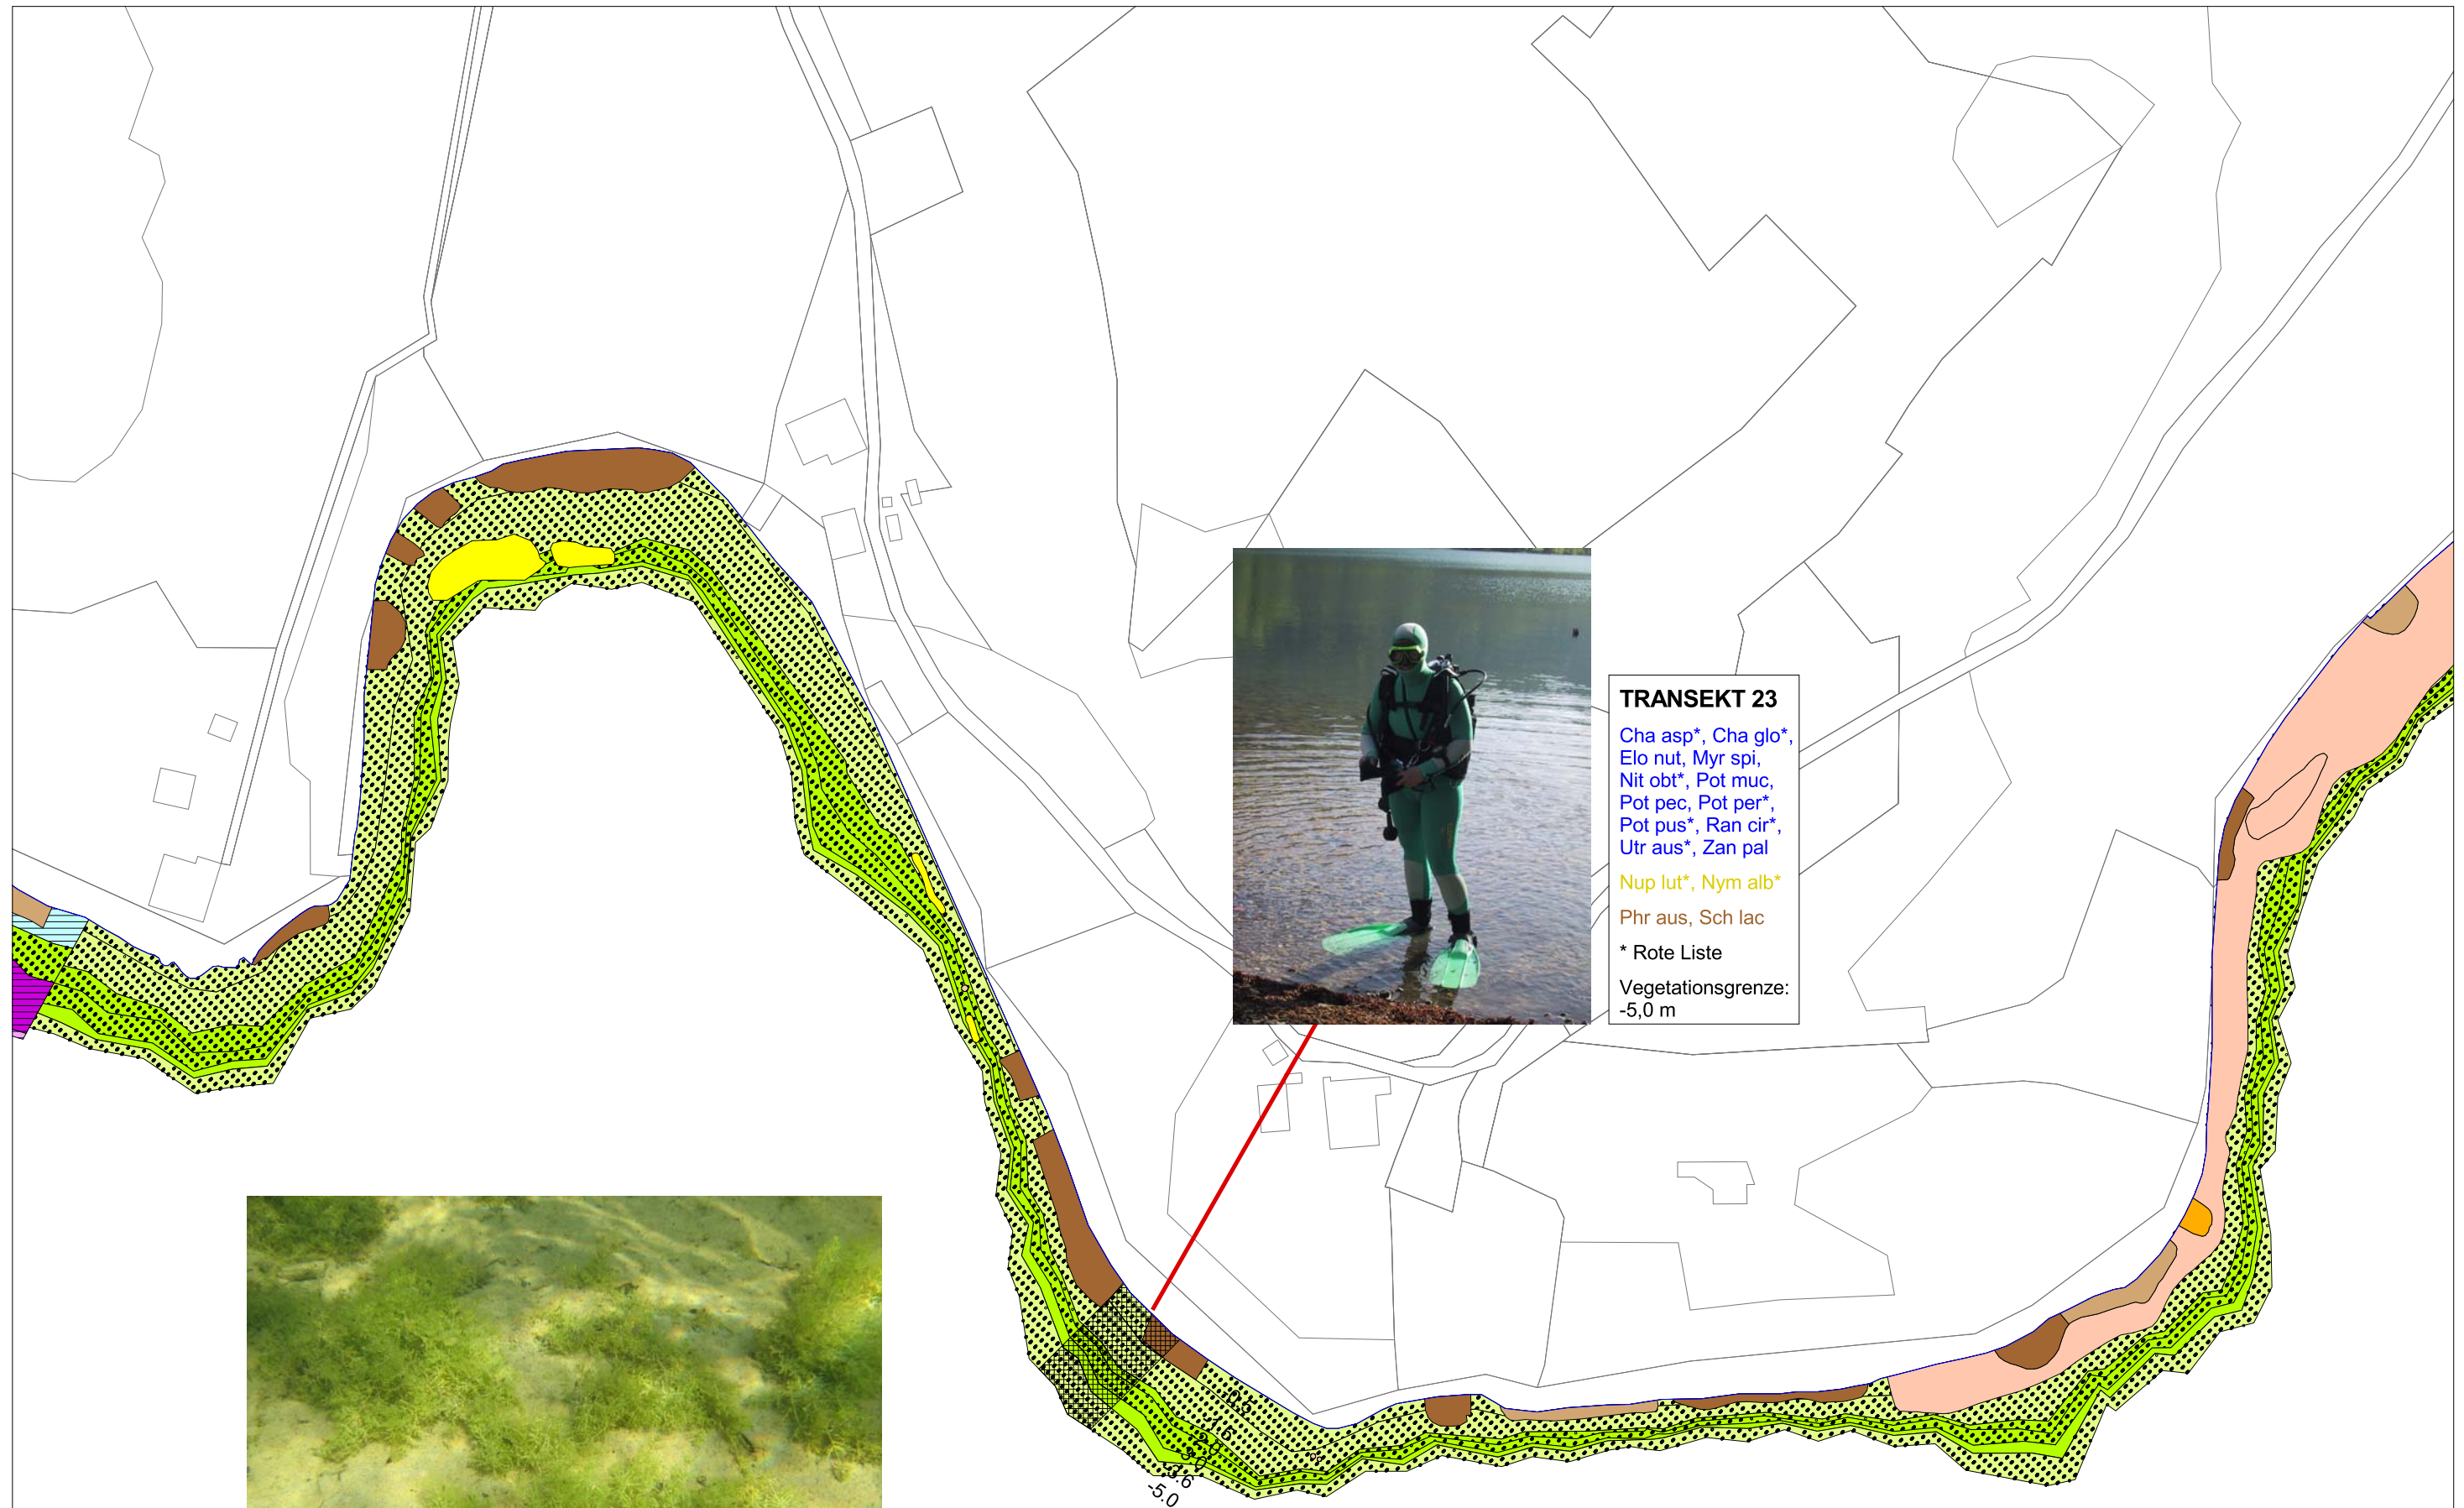 TRANSEKT 23
Cha asp*, Cha glo*,
Elo nut, Myr spi,
Nit obt*, Pot muc,
Pot pec, Pot per*,
Pot pus*, Ran cir*,
Utr aus*, Zan pal
Nup lut*, Nym alb*
Phr aus, Sch lac
* Rote Liste
Vegetationsgrenze:
-5,0 m
-5.0